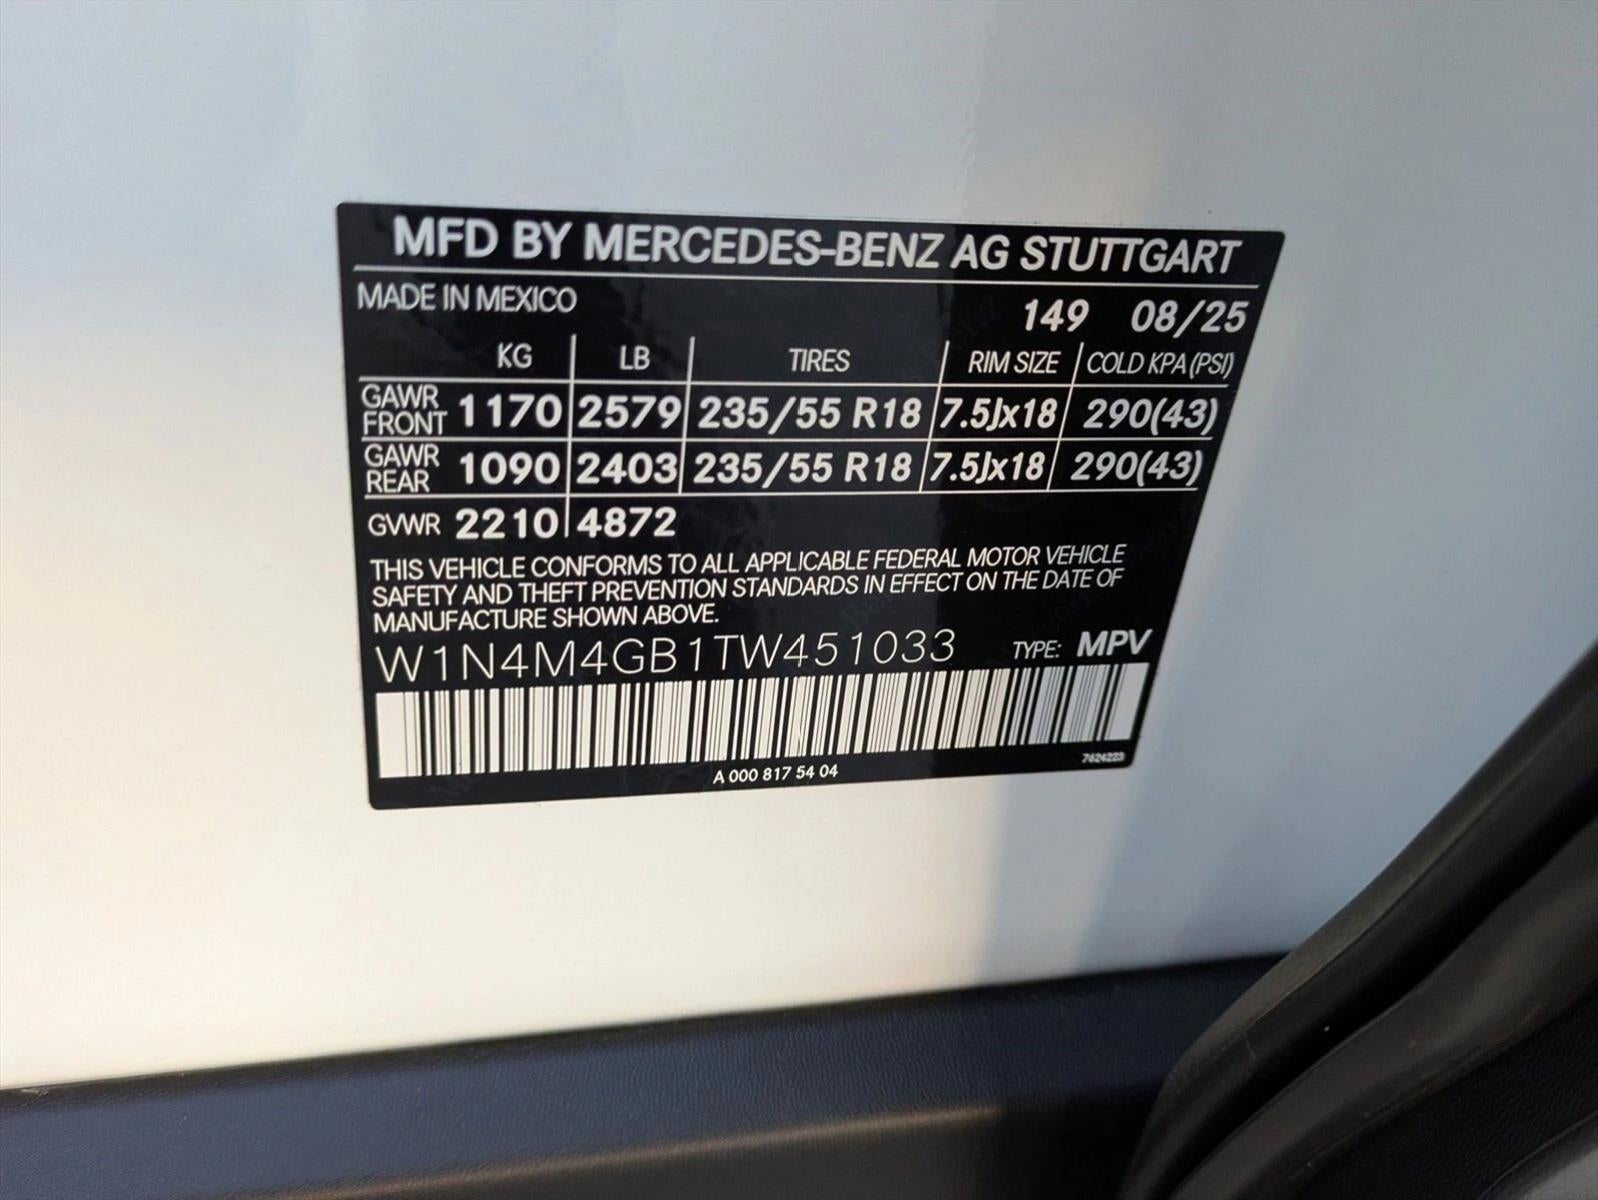 MFD BY MERCEDES-BENZ AG STUTTGART
MADE IN MEXICO 149 08/25
KG LB TIRES RIM SIZE COLD KPA (PSI)
GAWR FRONT 1170 2579 235/55 R18 7.5Jx18 290(43)
GAWR REAR 1090 2403 235/55 R18 7.5Jx18 290(43)
GVWR 2210 4872
THIS VEHICLE CONFORMS TO ALL APPLICABLE FEDERAL MOTOR VEHICLE
SAFETY AND THEFT PREVENTION STANDARDS IN EFFECT ON THE DATE OF
MANUFACTURE SHOWN ABOVE.
W1N4M4GB1TW451033 TYPE: MPV
A 000 817 54 04 7624223